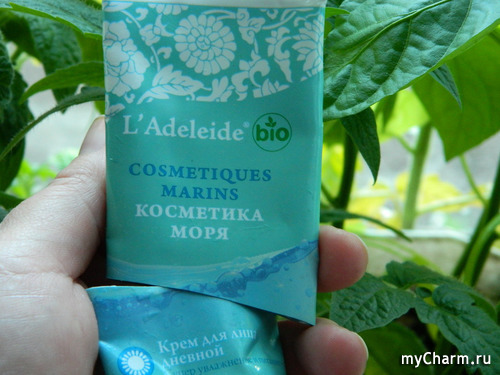 L'Adeleide® bio
COSMETIQUES
MARINS
КОСМЕТИКА
МОРЯ
Крем для лица
дневной
myCharm.ru